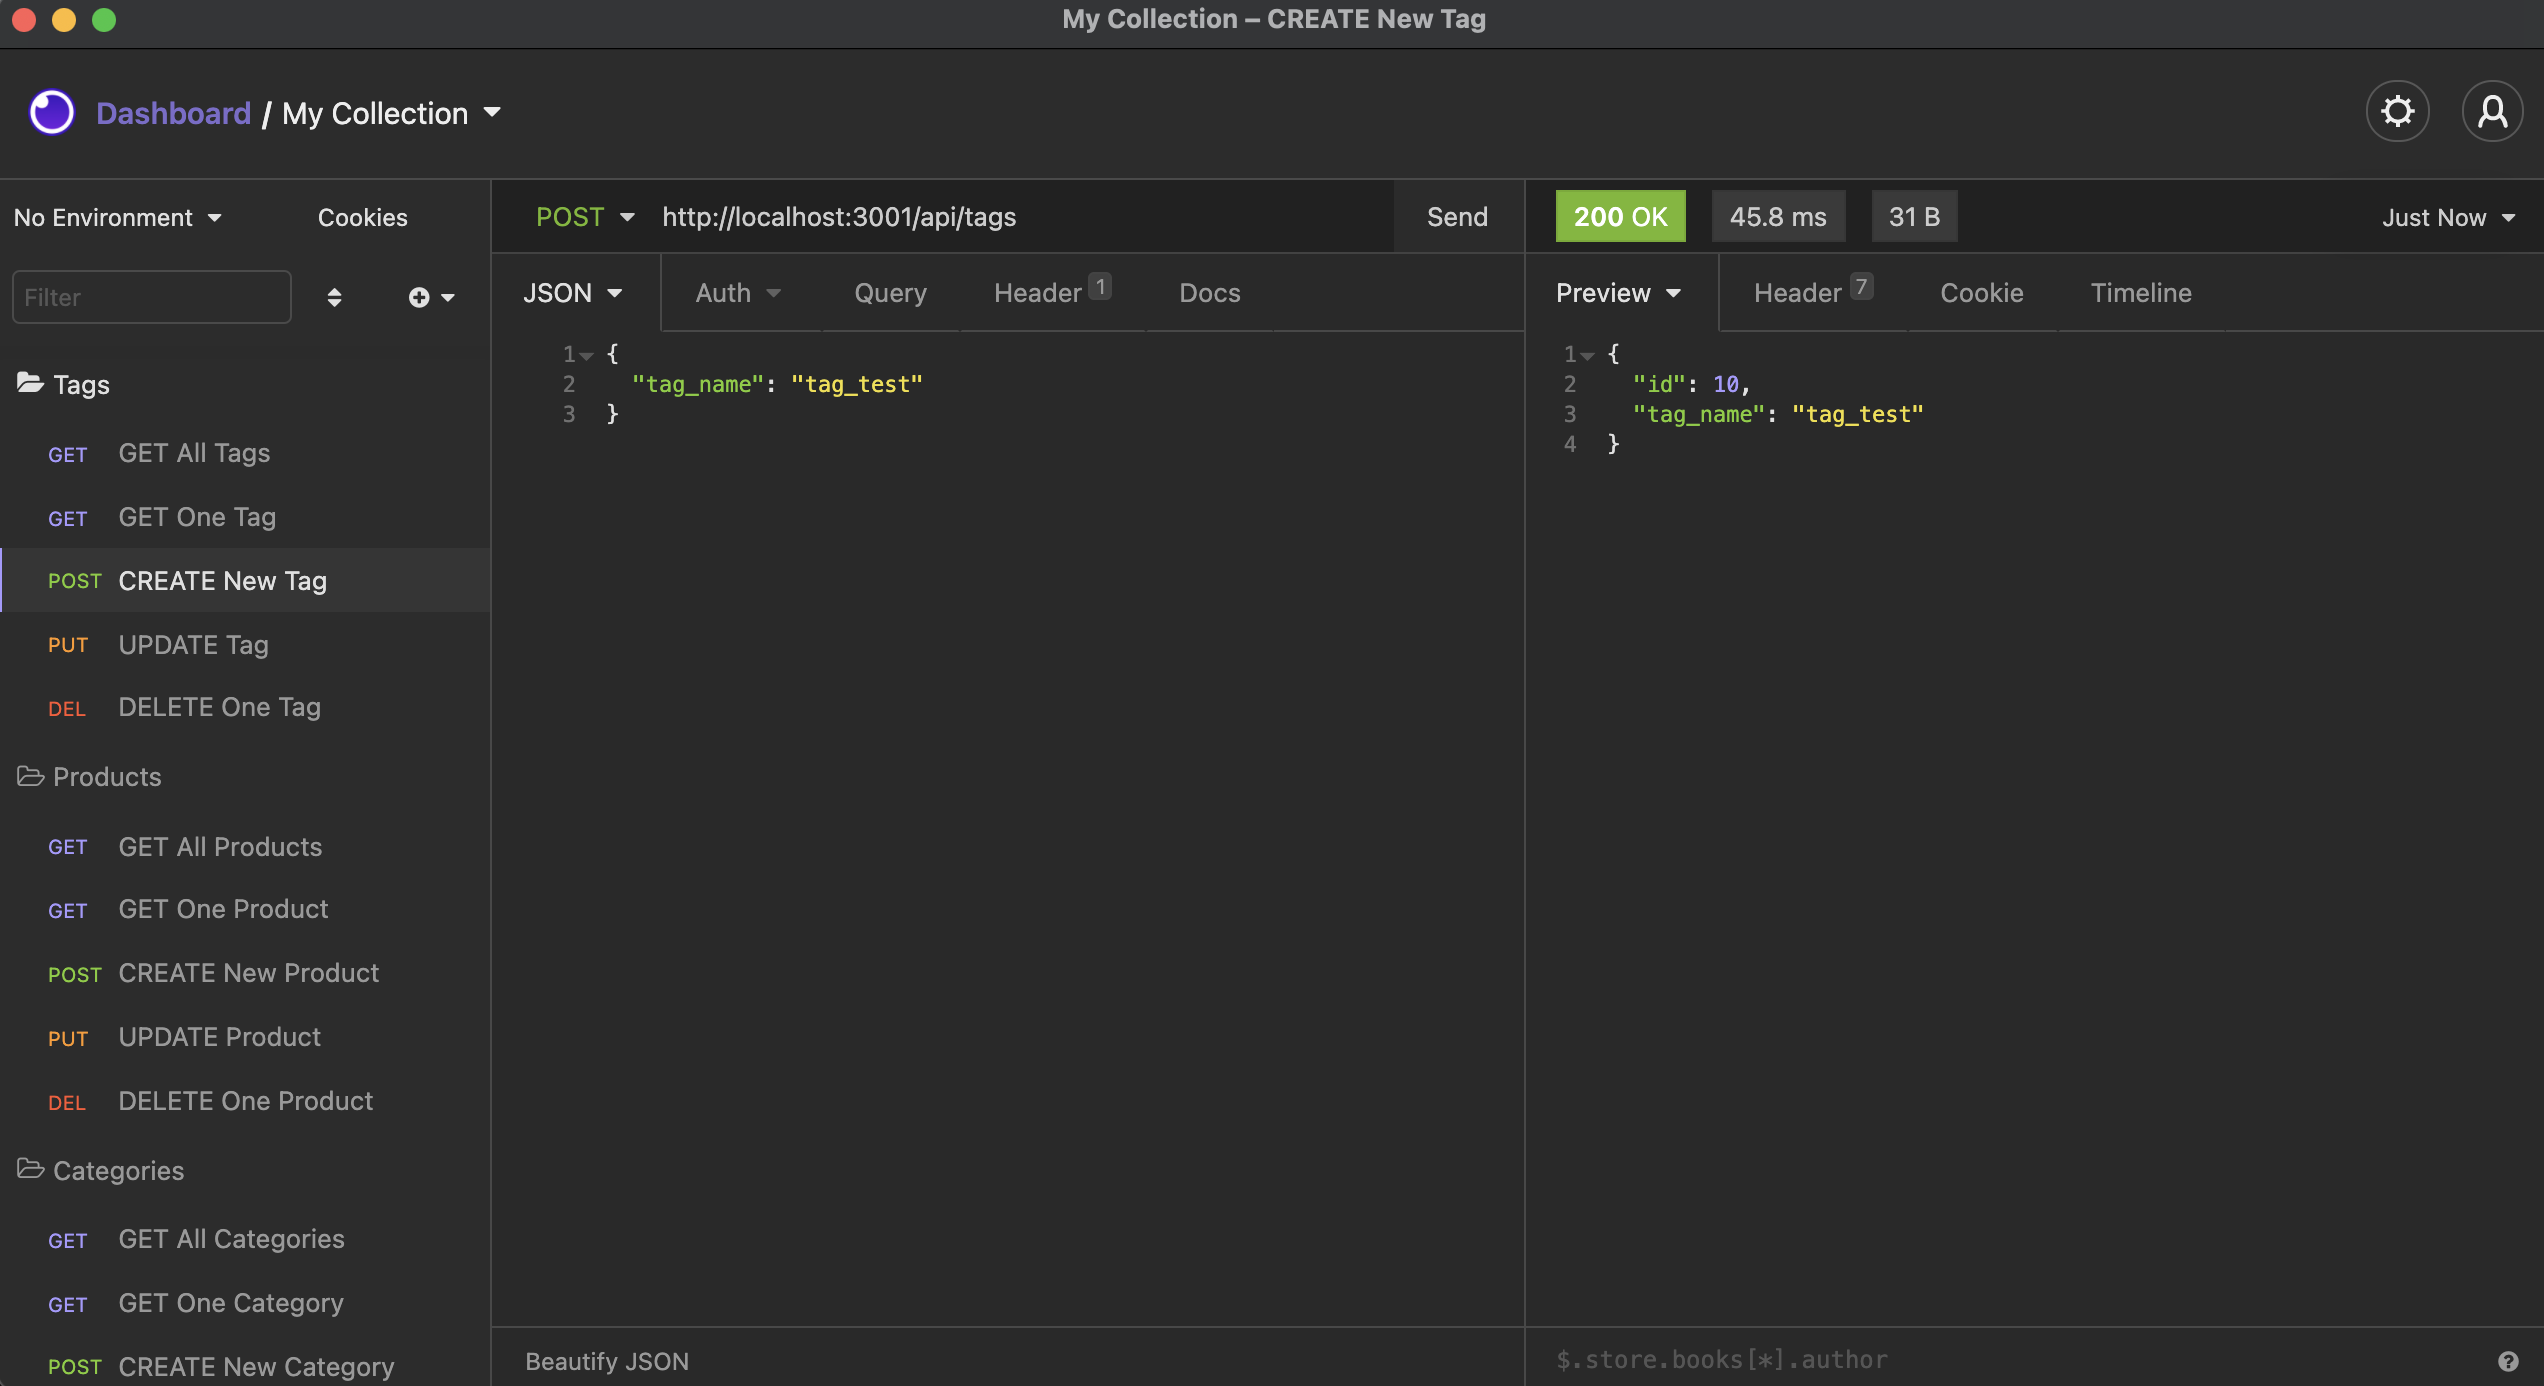 My Collection – CREATE New Tag
Dashboard / My Collection
No Environment
Cookies
Filter
Tags
GET GET All Tags
GET GET One Tag
POST CREATE New Tag
PUT UPDATE Tag
DEL DELETE One Tag
Products
GET GET All Products
GET GET One Product
POST CREATE New Product
PUT UPDATE Product
DEL DELETE One Product
Categories
GET GET All Categories
GET GET One Category
POST CREATE New Category
POST http://localhost:3001/api/tags Send
JSON Auth Query Header 1 Docs
1 {
2 "tag_name": "tag_test"
3 }
Beautify JSON
200 OK 45.8 ms 31 B Just Now
Preview Header 7 Cookie Timeline
1 {
2 "id": 10,
3 "tag_name": "tag_test"
4 }
$.store.books[*].author
?